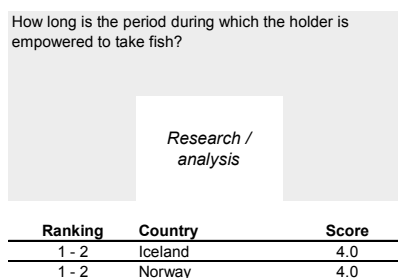 How long is the period during which the holder is
empowered to take fish?
Research /
analysis
Ranking Country Score
1 - 2 Iceland 4.0
1 - 2 Norway 4.0